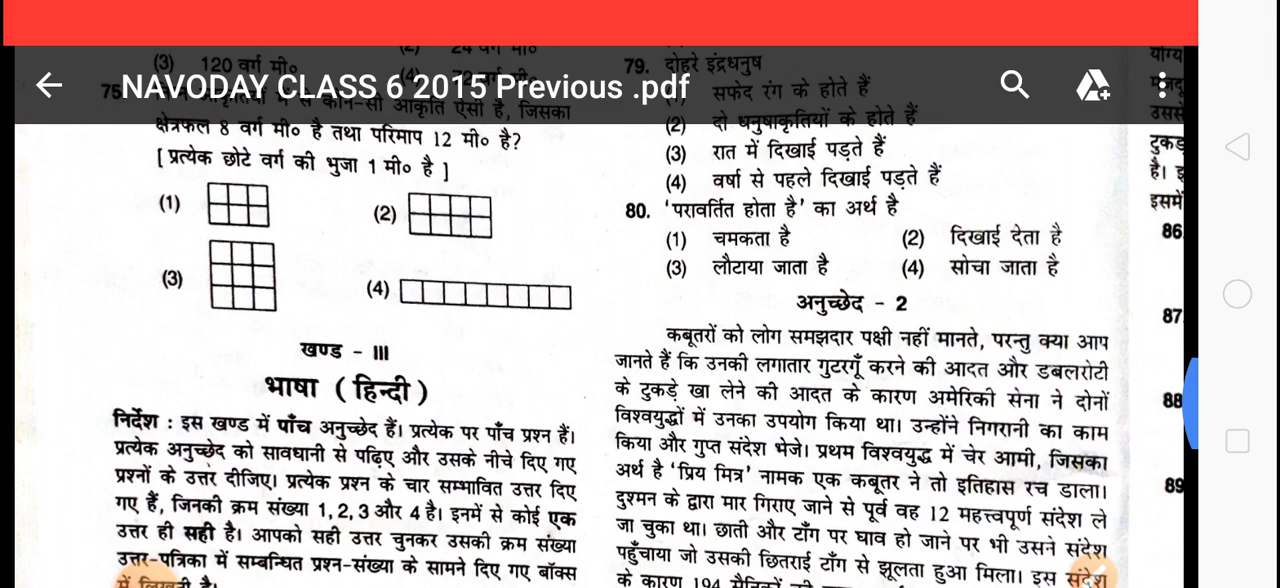 NAVODAY CLASS 6 2015 Previous .pdf
(3) 120 वर्ग मी०
75.
क्षेत्रफल 8 वर्ग मी० है तथा परिमाप 12 मी० है?
[ प्रत्येक छोटे वर्ग की भुजा 1 मी० है ]
(1)
(2)
(3)
(4)
खण्ड - III
भाषा ( हिन्दी )
निर्देश : इस खण्ड में पाँच अनुच्छेद हैं। प्रत्येक पर पाँच प्रश्न हैं।
प्रत्येक अनुच्छेद को सावधानी से पढ़िए और उसके नीचे दिए गए
प्रश्नों के उत्तर दीजिए। प्रत्येक प्रश्न के चार सम्भावित उत्तर दिए
गए हैं, जिनकी क्रम संख्या 1, 2, 3 और 4 है। इनमें से कोई एक
उत्तर ही सही है। आपको सही उत्तर चुनकर उसकी क्रम संख्या
उत्तर-पत्रिका में सम्बन्धित प्रश्न-संख्या के सामने दिए गए बॉक्स
79. दोहरे इंद्रधनुष
सफेद रंग के होते हैं
(2) दो धनुषाकृतियों के होते हैं
(3) रात में दिखाई पड़ते हैं
(4) वर्षा से पहले दिखाई पड़ते हैं
80. ‘परावर्तित होता है’ का अर्थ है
(1) चमकता है (2) दिखाई देता है
(3) लौटाया जाता है (4) सोचा जाता है
अनुच्छेद - 2
कबूतरों को लोग समझदार पक्षी नहीं मानते, परन्तु क्या आप
जानते हैं कि उनकी लगातार गुटरगूँ करने की आदत और डबलरोटी
के टुकड़े खा लेने की आदत के कारण अमेरिकी सेना ने दोनों
विश्वयुद्धों में उनका उपयोग किया था। उन्होंने निगरानी का काम
किया और गुप्त संदेश भेजे। प्रथम विश्वयुद्ध में चेर आमी, जिसका
अर्थ है ‘प्रिय मित्र’ नामक एक कबूतर ने तो इतिहास रच डाला।
दुश्मन के द्वारा मार गिराए जाने से पूर्व वह 12 महत्त्वपूर्ण संदेश ले
जा चुका था। छाती और टाँग पर घाव हो जाने पर भी उसने संदेश
पहुँचाया जो उसकी छितराई टाँग से झूलता हुआ मिला। इस संदेश
के कारण 194
योग्य
उससे
टुकड़
है। इ
इसमें
86
87
88
89